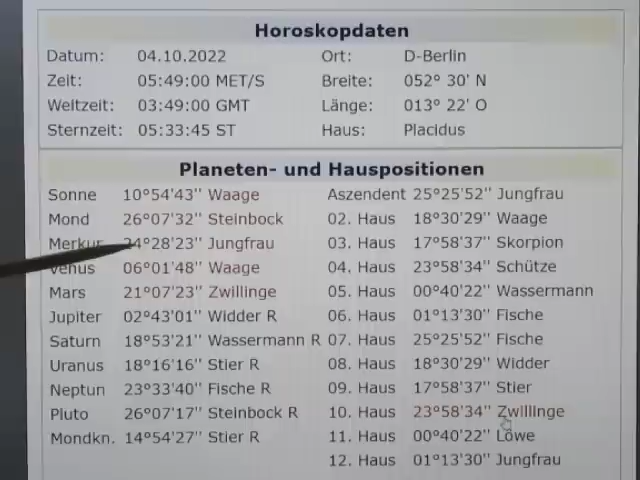 Horoskopdaten
Datum: 04.10.2022 Ort: D-Berlin
Zeit: 05:49:00 MET/S Breite: 052° 30' N
Weltzeit: 03:49:00 GMT Länge: 013° 22' O
Sternzeit: 05:33:45 ST Haus: Placidus
Planeten- und Hauspositionen
Sonne 10°54'43'' Waage Aszendent 25°25'52'' Jungfrau
Mond 26°07'32'' Steinbock 02. Haus 18°30'29'' Waage
Merkur 24°28'23'' Jungfrau 03. Haus 17°58'37'' Skorpion
Venus 06°01'48'' Waage 04. Haus 23°58'34'' Schütze
Mars 21°07'23'' Zwillinge 05. Haus 00°40'22'' Wassermann
Jupiter 02°43'01'' Widder R 06. Haus 01°13'30'' Fische
Saturn 18°53'21'' Wassermann R 07. Haus 25°25'52'' Fische
Uranus 18°16'16'' Stier R 08. Haus 18°30'29'' Widder
Neptun 23°33'40'' Fische R 09. Haus 17°58'37'' Stier
Pluto 26°07'17'' Steinbock R 10. Haus 23°58'34'' Zwillinge
Mondkn. 14°54'27'' Stier R 11. Haus 00°40'22'' Löwe
12. Haus 01°13'30'' Jungfrau